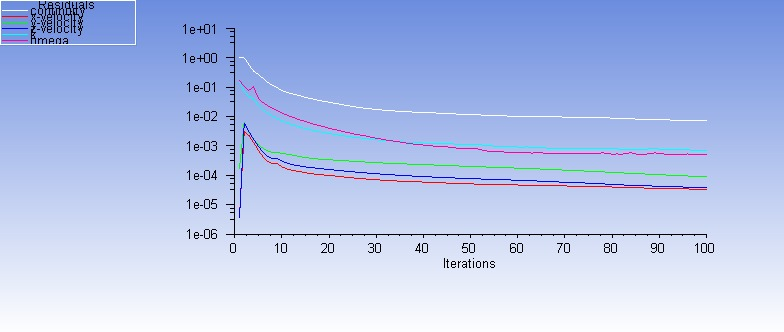 Residuals
continuity
x-velocity
y-velocity
z-velocity
k
omega
1e+01
1e+00
1e-01
1e-02
1e-03
1e-04
1e-05
1e-06
0 10 20 30 40 50 60 70 80 90 100
Iterations